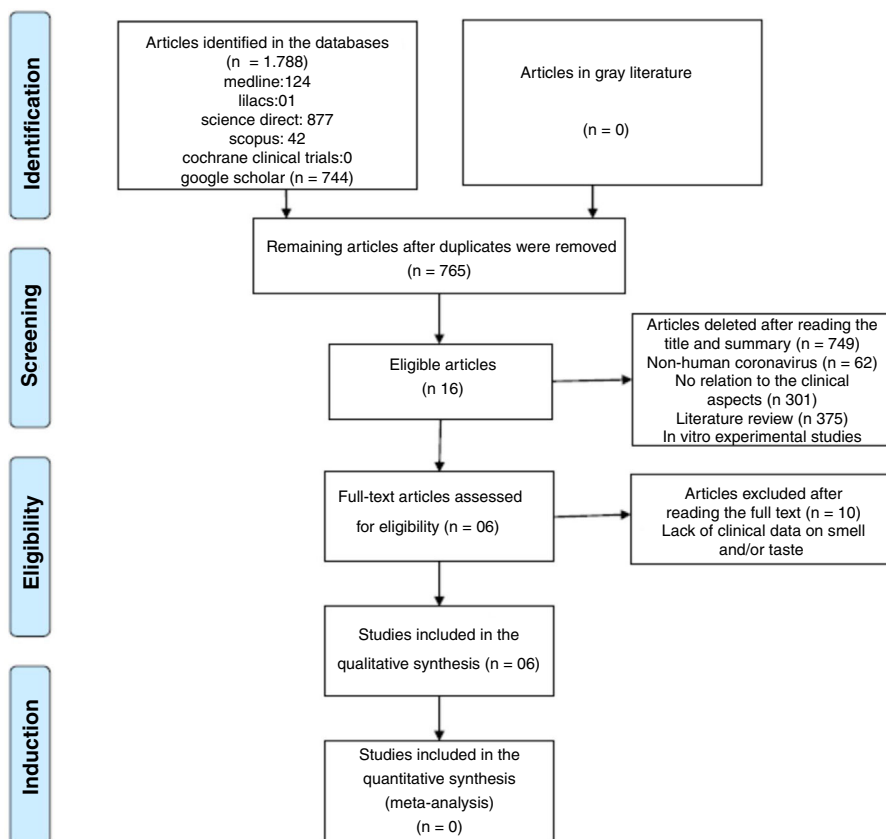 Identification
Articles identified in the databases
(n = 1.788)
medline:124
lilacs:01
science direct: 877
scopus: 42
cochrane clinical trials:0
google scholar (n = 744)
Articles in gray literature
(n = 0)
Remaining articles after duplicates were removed
(n = 765)
Screening
Eligible articles
(n 16)
Articles deleted after reading the
title and summary (n = 749)
Non-human coronavirus (n = 62)
No relation to the clinical
aspects (n 301)
Literature review (n 375)
In vitro experimental studies
Eligibility
Full-text articles assessed
for eligibility (n = 06)
Articles excluded after
reading the full text (n = 10)
Lack of clinical data on smell
and/or taste
Studies included in the
qualitative synthesis (n = 06)
Induction
Studies included in the
quantitative synthesis
(meta-analysis)
(n = 0)